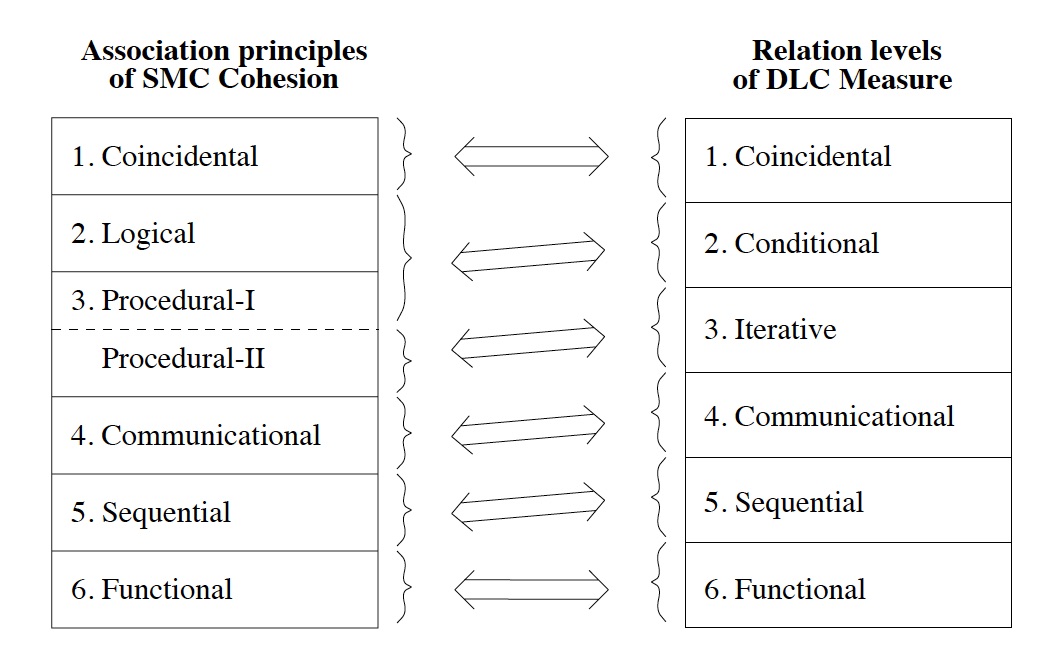 Association principles
of SMC Cohesion
1. Coincidental
2. Logical
3. Procedural-I
Procedural-II
4. Communicational
5. Sequential
6. Functional
Relation levels
of DLC Measure
1. Coincidental
2. Conditional
3. Iterative
4. Communicational
5. Sequential
6. Functional